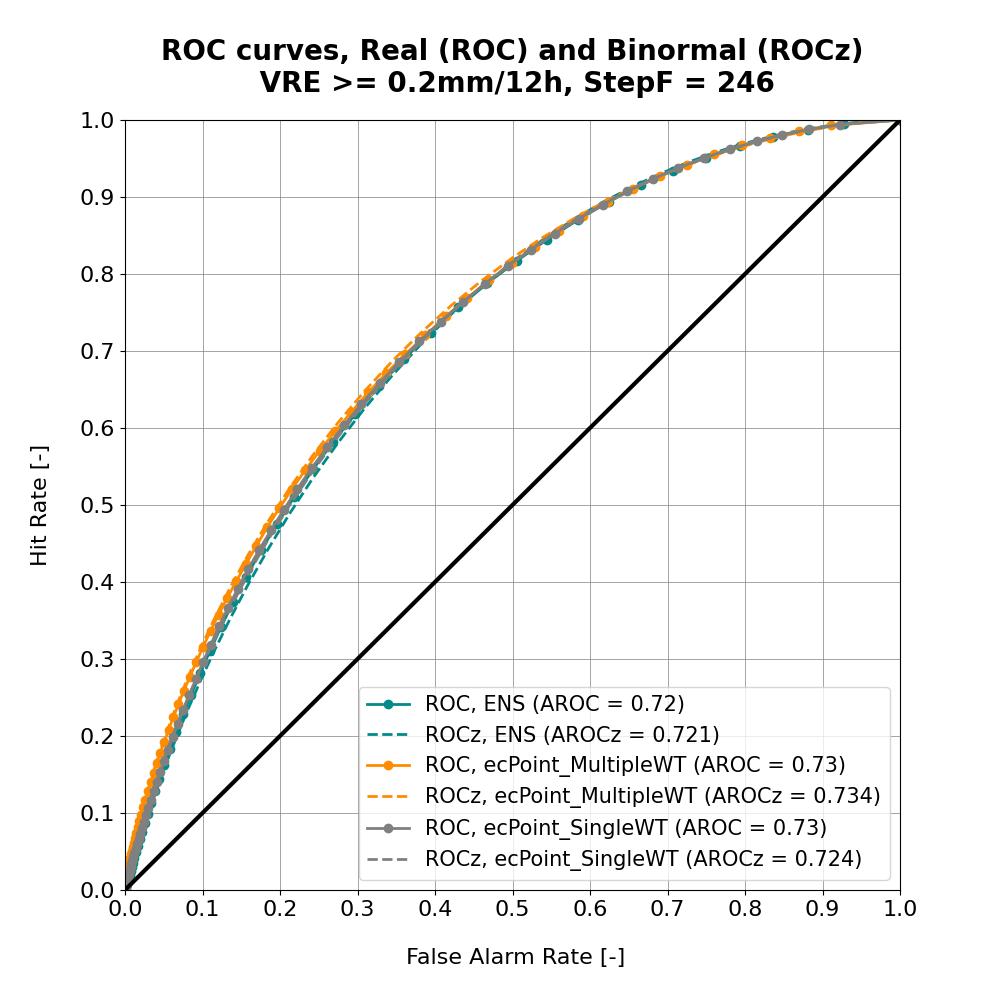 ROC curves, Real (ROC) and Binormal (ROCz)
VRE >= 0.2mm/12h, StepF = 246
1.0
0.9
0.8
0.7
0.6
0.5
0.4
0.3
0.2
0.1
0.0
Hit Rate [-]
ROC, ENS (AROC = 0.72)
ROCz, ENS (AROCz = 0.721)
ROC, ecPoint_MultipleWT (AROC = 0.73)
ROCz, ecPoint_MultipleWT (AROCz = 0.734)
ROC, ecPoint_SingleWT (AROC = 0.73)
ROCz, ecPoint_SingleWT (AROCz = 0.724)
0.0 0.1 0.2 0.3 0.4 0.5 0.6 0.7 0.8 0.9 1.0
False Alarm Rate [-]